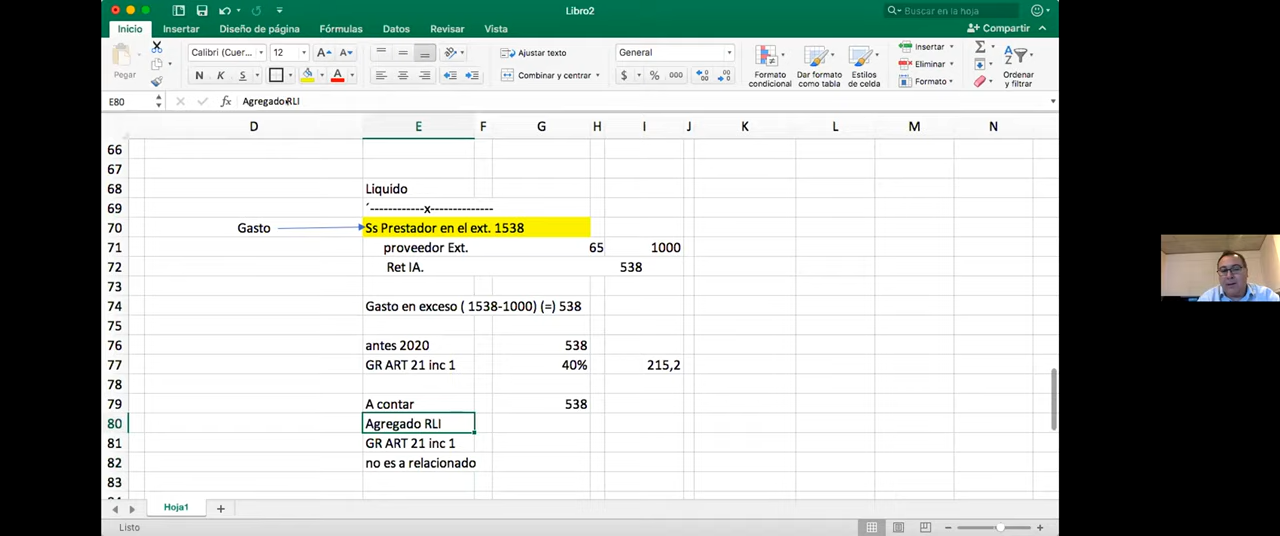 Libro2
Buscar en la hoja
Inicio Insertar Diseño de página Fórmulas Datos Revisar Vista
Compartir
Pegar
Calibri (Cuer... 12
N K S
Ajustar texto
Combinar y centrar
General
$ % 000
Formato condicional
Dar formato como tabla
Estilos de celda
Insertar
Eliminar
Formato
Ordenar y filtrar
E80 fx Agregado RLI
D E F G H I J K L M N
66
67
68 Liquido
69 ´------------x--------------
70 Gasto Ss Prestador en el ext. 1538
71 proveedor Ext. 65 1000
72 Ret IA. 538
73
74 Gasto en exceso ( 1538-1000) (=) 538
75
76 antes 2020 538
77 GR ART 21 inc 1 40% 215,2
78
79 A contar 538
80 Agregado RLI
81 GR ART 21 inc 1
82 no es a relacionado
83
Hoja1
Listo